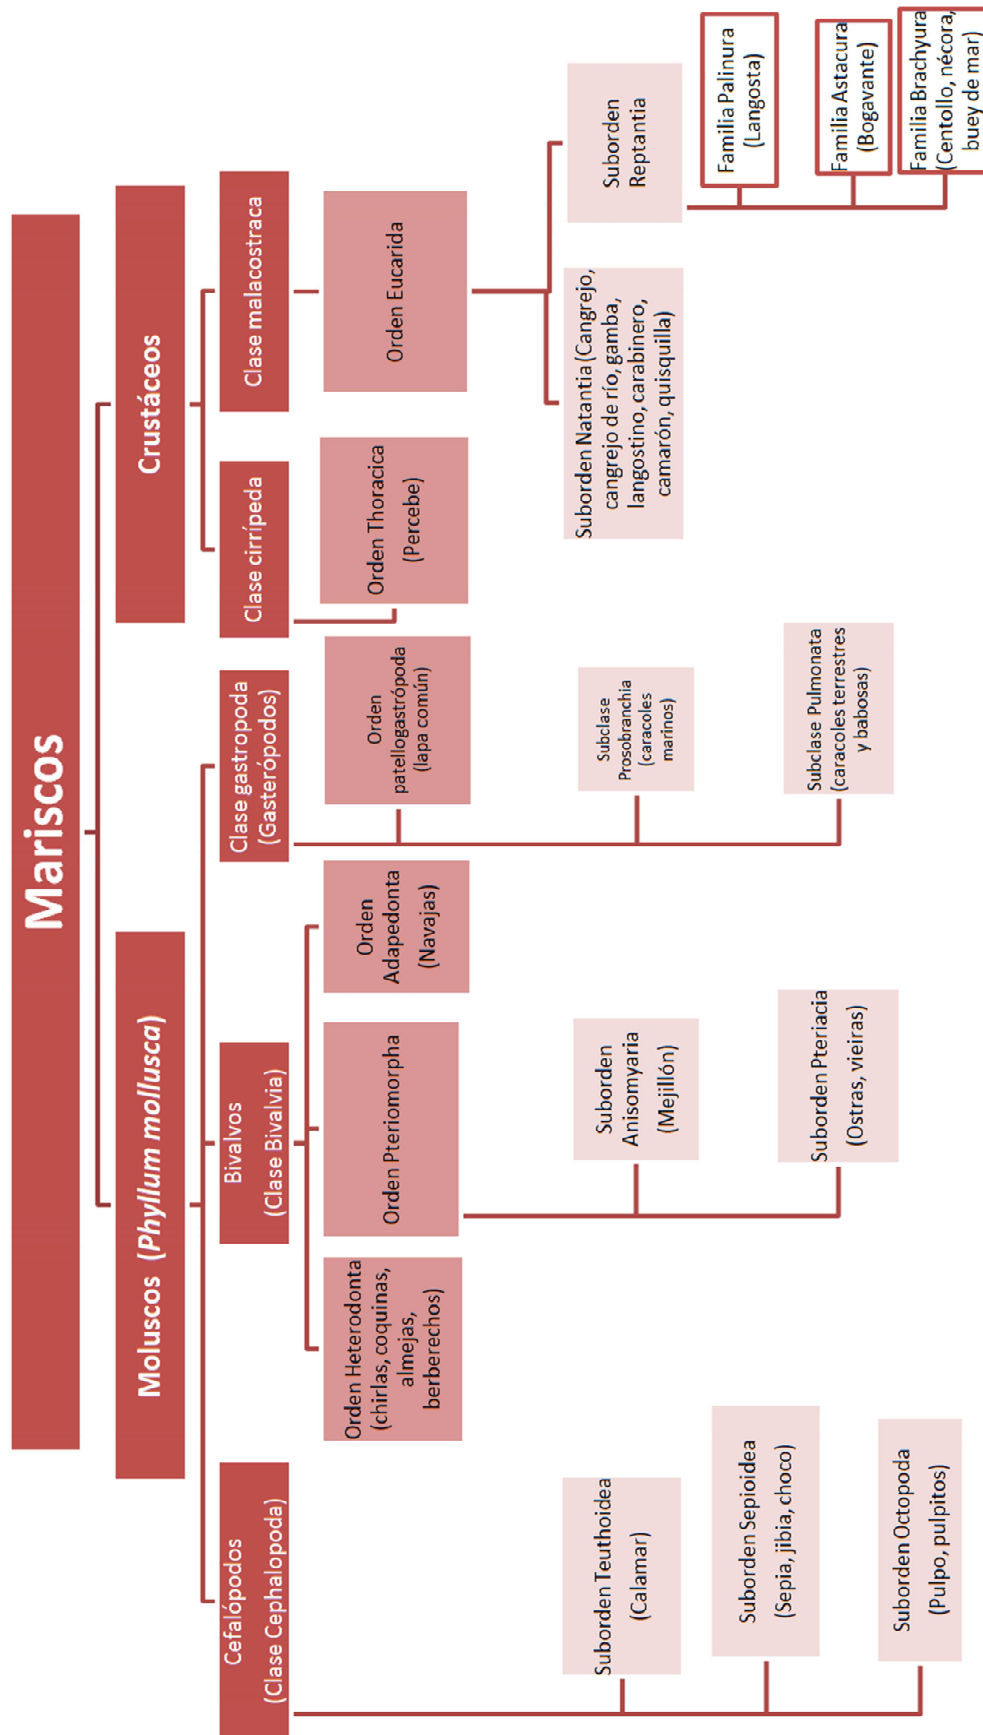 Mariscos
Moluscos (Phyllum mollusca)
Crustáceos
Cefalópodos
(Clase Cephalopoda)
Bivalvos
(Clase Bivalvia)
Clase gastropoda
(Gasterópodos)
Clase cirrípeda
Clase malacostraca
Orden Heterodonta
(chirlas, coquinas,
almejas,
berberechos)
Orden Pteriomorpha
Orden
Adapedonta
(Navajas)
Orden
patellogastrópoda
(lapa común)
Orden Thoracica
(Percebe)
Orden Eucarida
Suborden Teuthoidea
(Calamar)
Suborden Sepioidea
(Sepia, jibia, choco)
Suborden Octopoda
(Pulpo, pulpitos)
Suborden
Anisomyaria
(Mejillón)
Suborden Pteriacia
(Ostras, vieiras)
Subclase
Prosobranchia
(caracoles
marinos)
Subclase Pulmonata
(caracoles terrestres
y babosas)
Suborden Natantia (Cangrejo,
cangrejo de río, gamba,
langostino, carabinero,
camarón, quisquilla)
Suborden
Reptantia
Familia Palinura
(Langosta)
Familia Astacura
(Bogavante)
Familia Brachyura
(Centollo, nécora,
buey de mar)